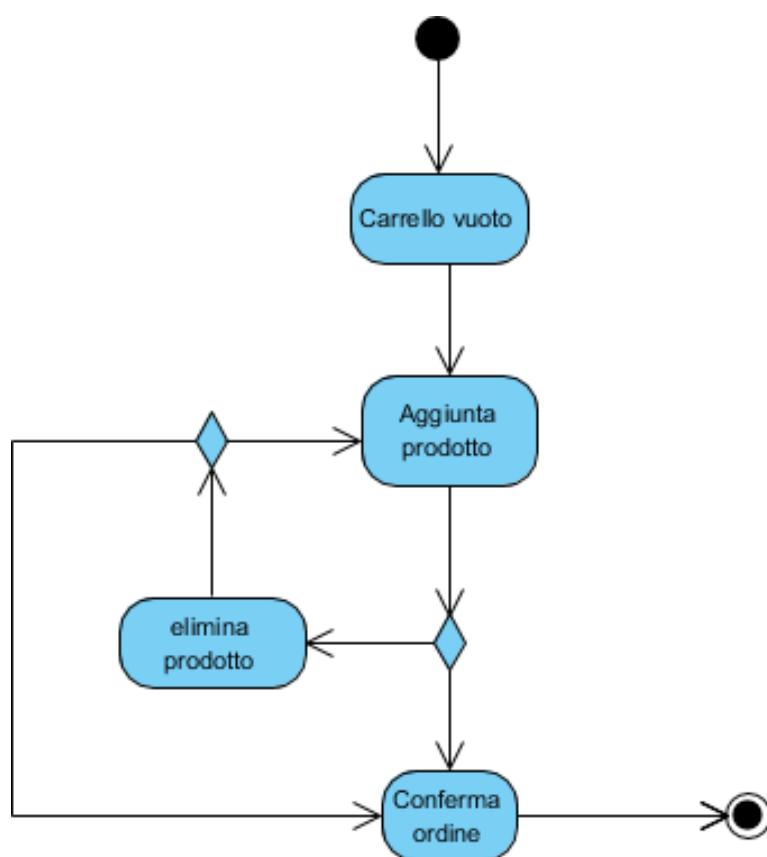 Carrello vuoto
Aggiunta
prodotto
elimina
prodotto
Conferma
ordine